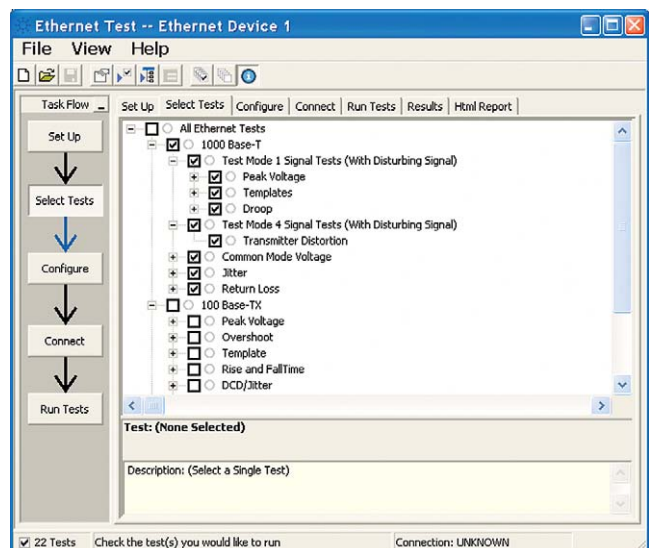 Ethernet Test -- Ethernet Device 1
File View Help
Task Flow
Set Up
Select Tests
Configure
Connect
Run Tests
Set Up Select Tests Configure Connect Run Tests Results Html Report
All Ethernet Tests
1000 Base-T
Test Mode 1 Signal Tests (With Disturbing Signal)
Peak Voltage
Templates
Droop
Test Mode 4 Signal Tests (With Disturbing Signal)
Transmitter Distortion
Common Mode Voltage
Jitter
Return Loss
100 Base-TX
Peak Voltage
Overshoot
Template
Rise and FallTime
DCD/Jitter
Test: (None Selected)
Description: (Select a Single Test)
22 Tests Check the test(s) you would like to run Connection: UNKNOWN